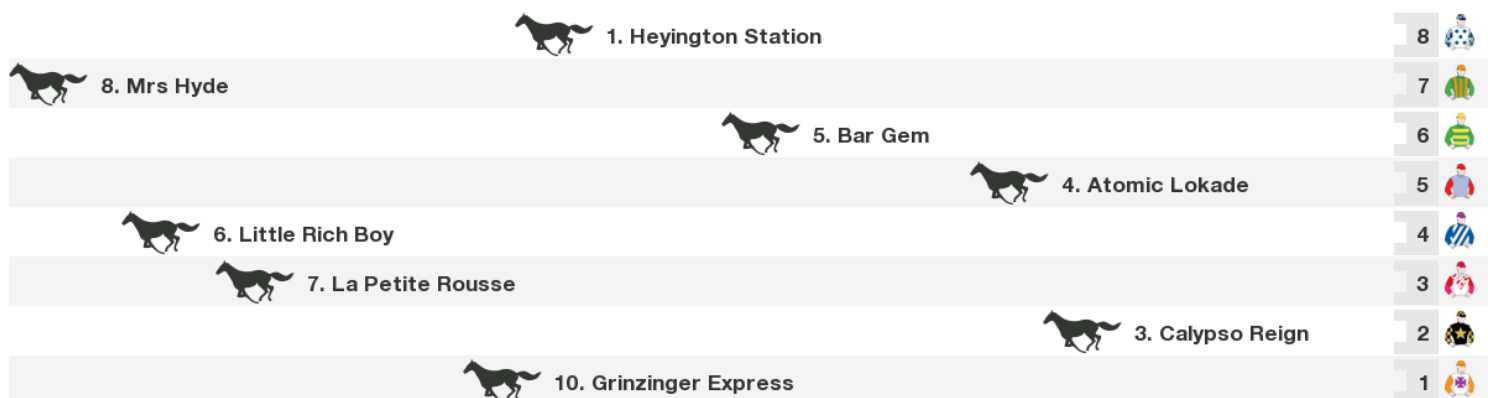 1. Heyington Station 8
8. Mrs Hyde 7
5. Bar Gem 6
4. Atomic Lokade 5
6. Little Rich Boy 4
7. La Petite Rousse 3
3. Calypso Reign 2
10. Grinzinger Express 1